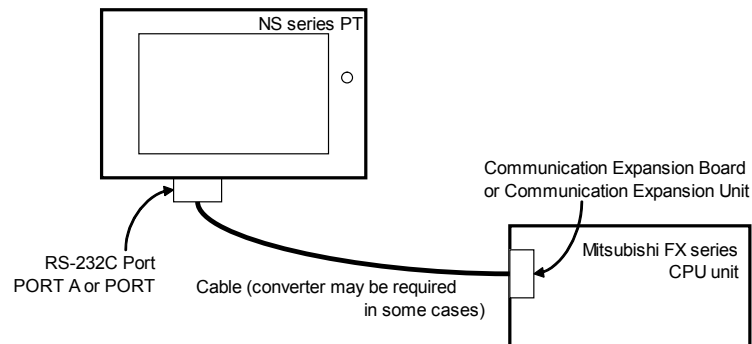 NS series PT
Communication Expansion Board
or Communication Expansion Unit
Mitsubishi FX series
CPU unit
RS-232C Port
PORT A or PORT
Cable (converter may be required
in some cases)